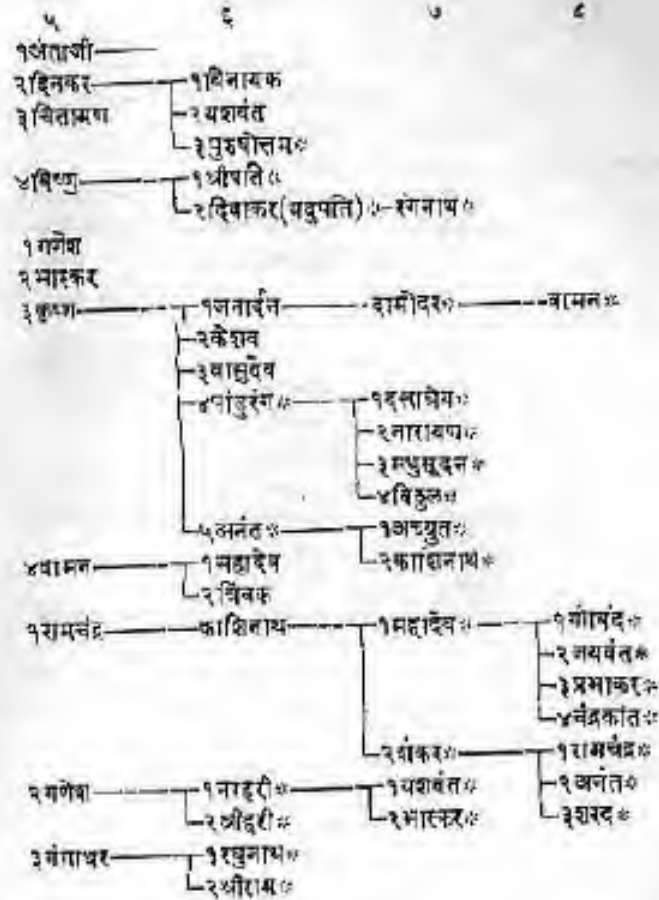 ५ ६ ७ ८
१अंताजी
२दिनकर १विनायक
३चिंतामण २यशवंत
३पुरुषोत्तम※
४विष्णु १श्रीपति※
२दिवाकर(यदुपति)※ रंगनाथ※
१गणेश
२भास्कर
३कृष्ण १जनार्दन दामोदर※ वामन※
२केशव
३वासुदेव
४पांडुरंग※ १दत्तात्रेय※
२नारायण※
३मधुसूदन※
४विठ्ठल※
५अनंत※ १अच्युत※
४वामन १महादेव २काशिनाथ※
२त्रिंबक
१रामचंद्र काशिनाथ १महादेव※ १गोविंद※
२जयवंत※
३प्रभाकर※
४चंद्रकांत※
२शंकर※ १रामचंद्र※
२गणेश १नरहरी※ १यशवंत※ २अनंत※
२श्रीहरी※ २भास्कर※ ३शरद※
३गंगाधर १रघुनाथ※
२श्रीराम※